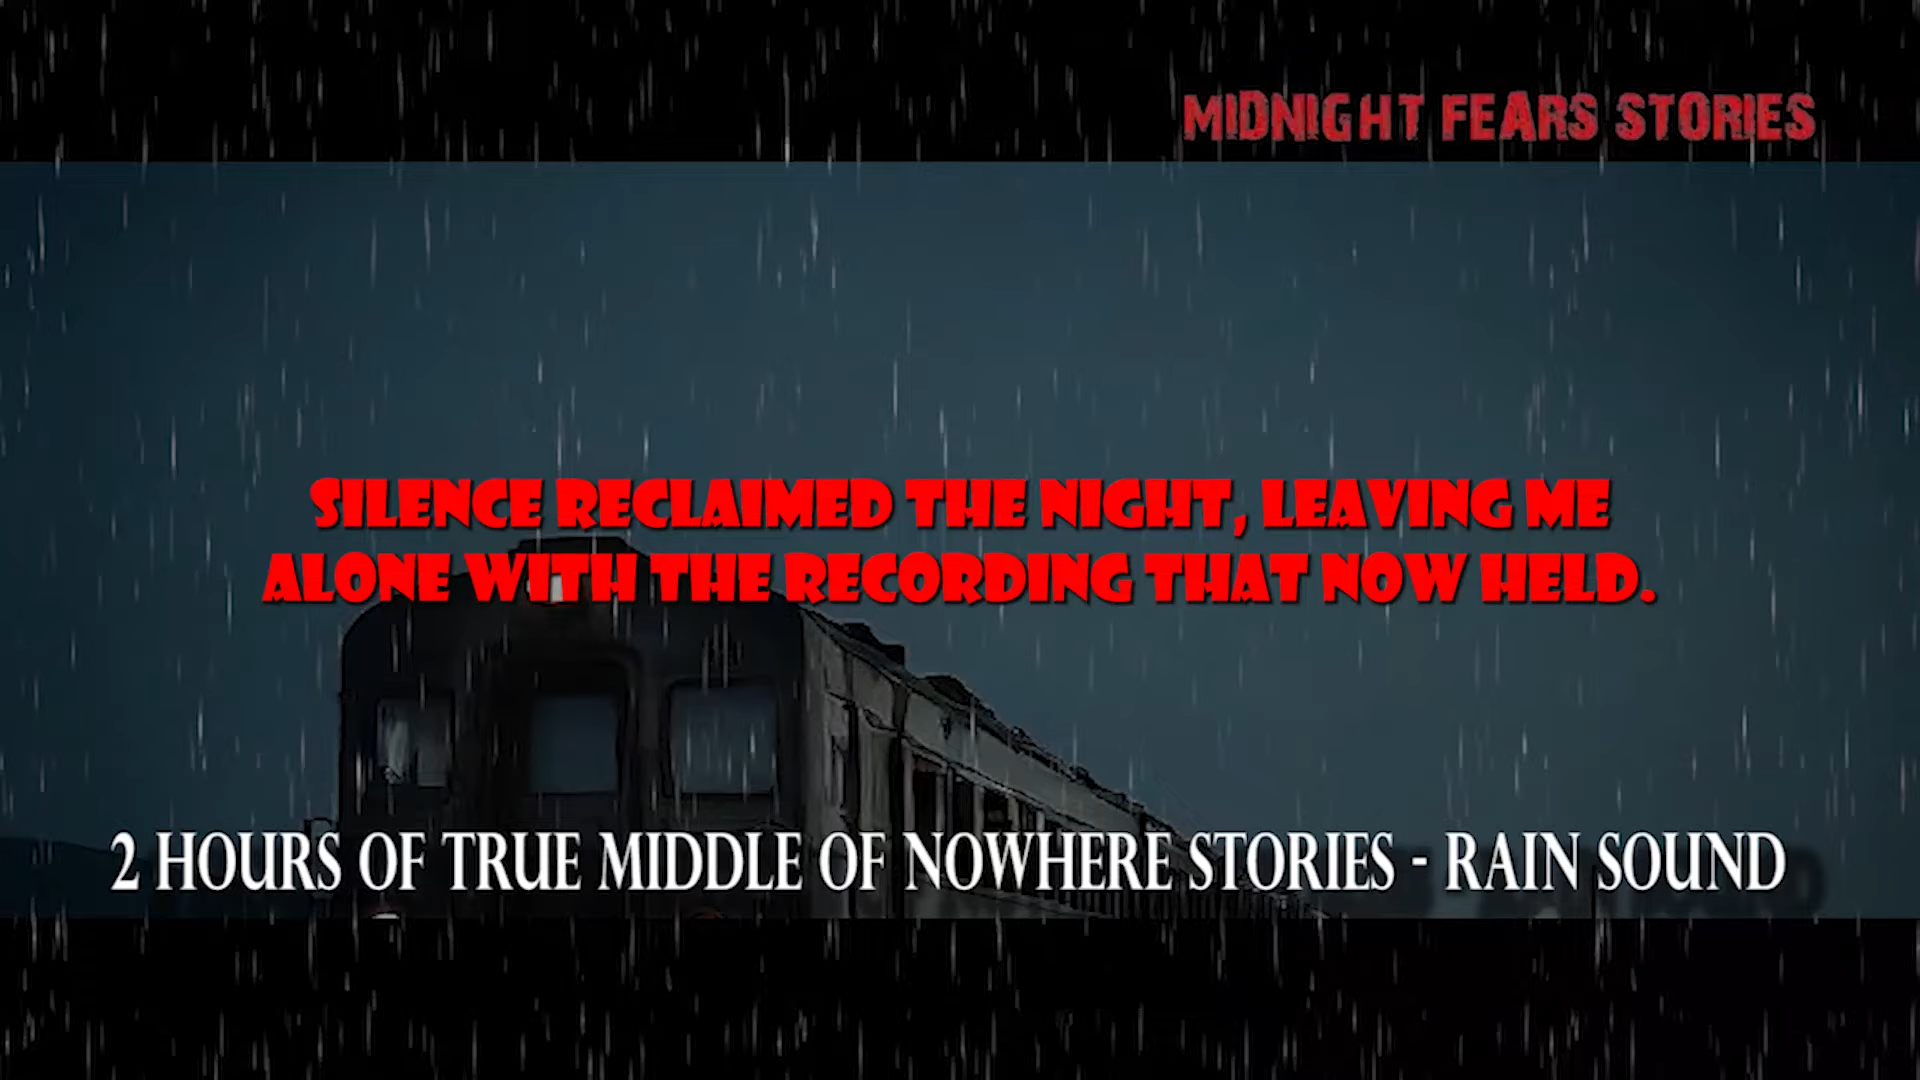 MIDNIGHT FEARS STORIES
SILENCE RECLAIMED THE NIGHT, LEAVING ME
ALONE WITH THE RECORDING THAT NOW HELD.
2 HOURS OF TRUE MIDDLE OF NOWHERE STORIES - RAIN SOUND